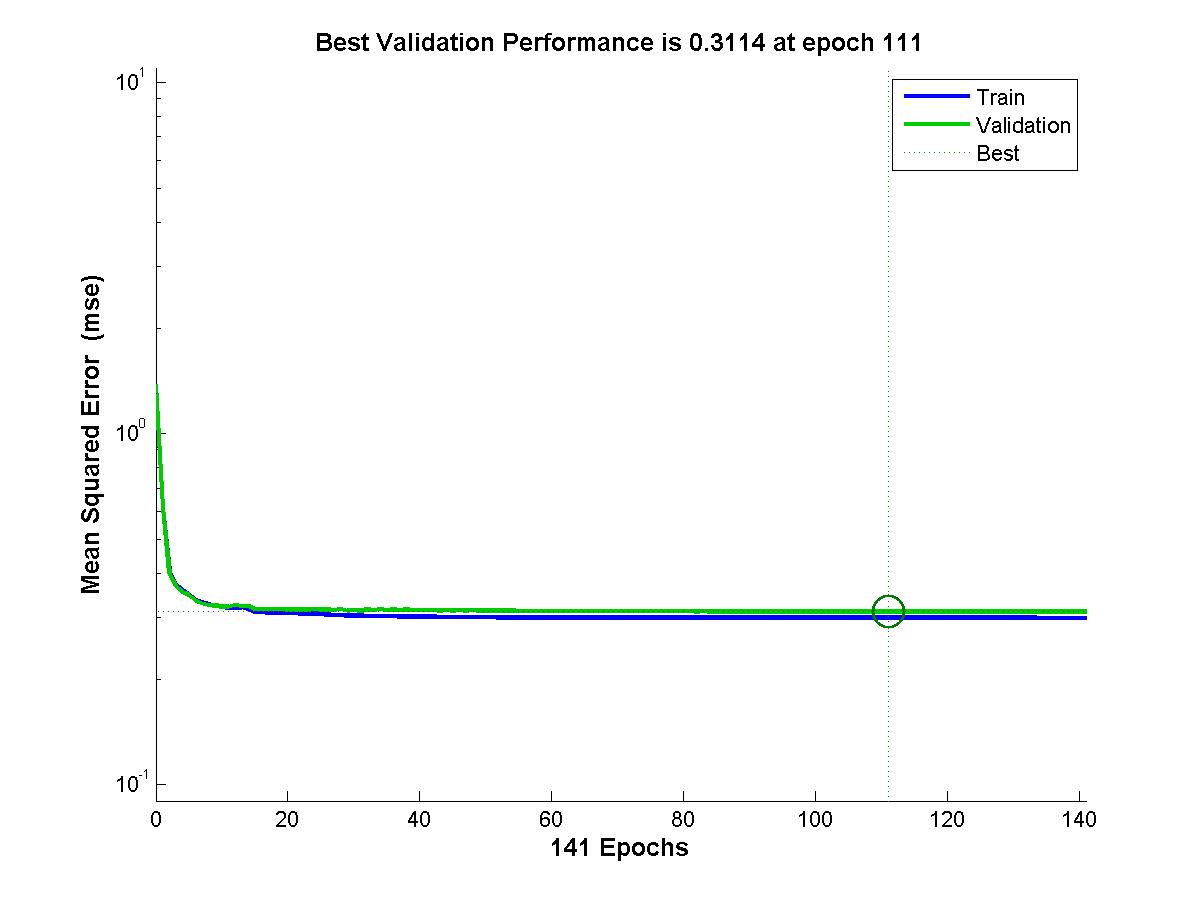 Best Validation Performance is 0.3114 at epoch 111
Train
Validation
Best
Mean Squared Error (mse)
10^1
10^0
10^-1
0 20 40 60 80 100 120 140
141 Epochs